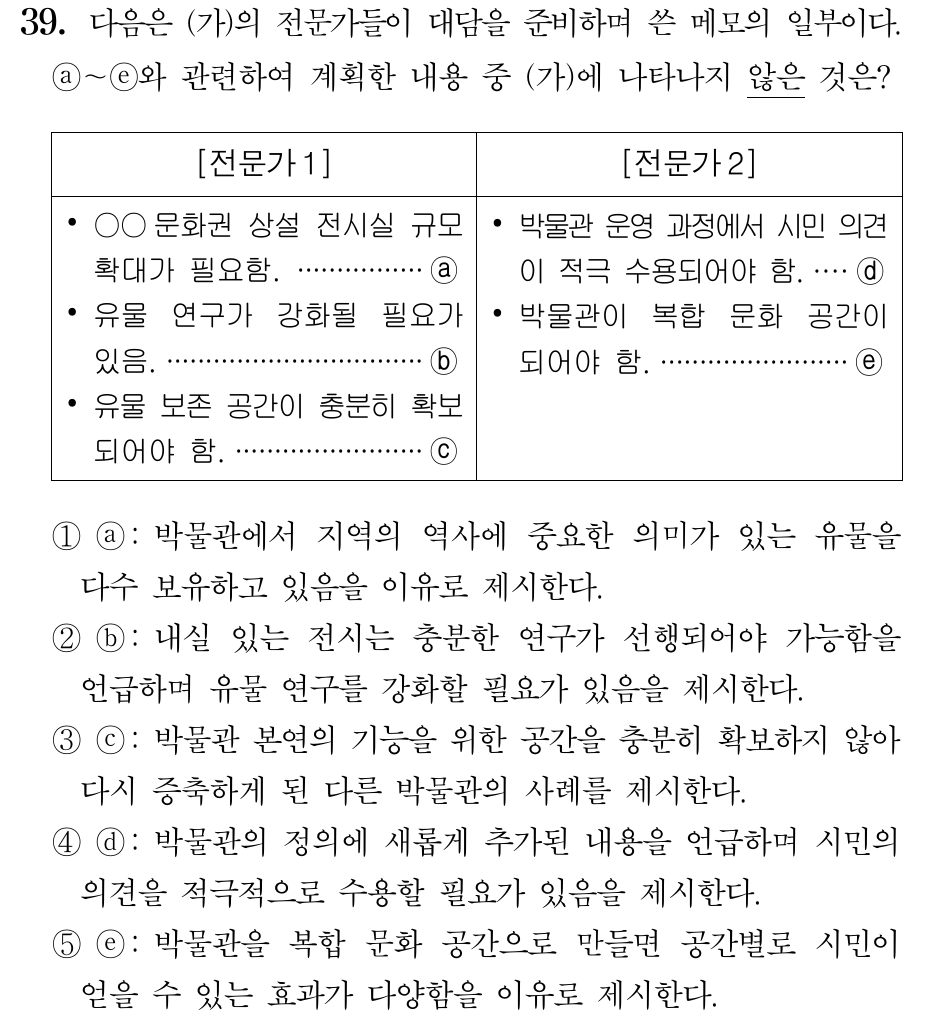 39. 다음은 (가)의 전문가들이 대담을 준비하며 쓴 메모의 일부이다.
ⓐ～ⓔ와 관련하여 계획한 내용 중 (가)에 나타나지 않은 것은?
[전문가 1]
• ○○ 문화권 상설 전시실 규모
확대가 필요함. ················ ⓐ
• 유물 연구가 강화될 필요가
있음. ································· ⓑ
• 유물 보존 공간이 충분히 확보
되어야 함. ························ ⓒ
[전문가 2]
• 박물관 운영 과정에서 시민 의견
이 적극 수용되어야 함. ···· ⓓ
• 박물관이 복합 문화 공간이
되어야 함. ························ ⓔ
① ⓐ: 박물관에서 지역의 역사에 중요한 의미가 있는 유물을
다수 보유하고 있음을 이유로 제시한다.
② ⓑ: 내실 있는 전시는 충분한 연구가 선행되어야 가능함을
언급하며 유물 연구를 강화할 필요가 있음을 제시한다.
③ ⓒ: 박물관 본연의 기능을 위한 공간을 충분히 확보하지 않아
다시 증축하게 된 다른 박물관의 사례를 제시한다.
④ ⓓ: 박물관의 정의에 새롭게 추가된 내용을 언급하며 시민의
의견을 적극적으로 수용할 필요가 있음을 제시한다.
⑤ ⓔ: 박물관을 복합 문화 공간으로 만들면 공간별로 시민이
얻을 수 있는 효과가 다양함을 이유로 제시한다.